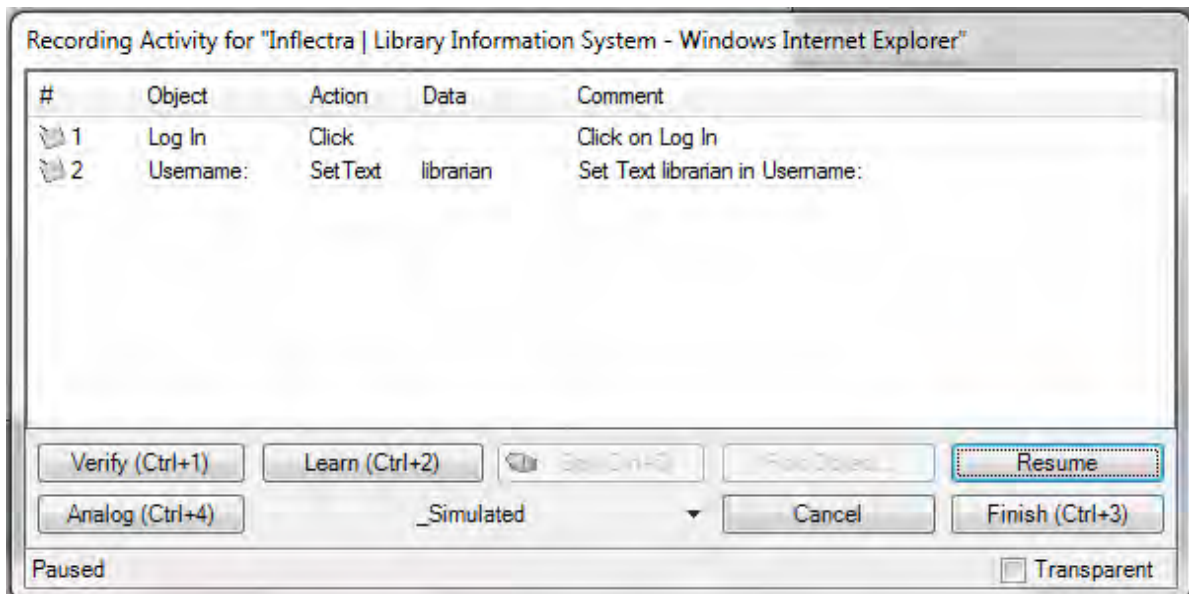 Recording Activity for "Inflectra | Library Information System - Windows Internet Explorer"
# Object Action Data Comment
1 Log In Click Click on Log In
2 Username: SetText librarian Set Text librarian in Username:
Verify (Ctrl+1) Learn (Ctrl+2) Resume
Analog (Ctrl+4) _Simulated Cancel Finish (Ctrl+3)
Paused Transparent